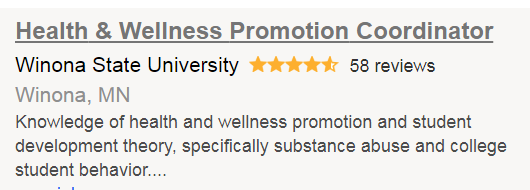 Health & Wellness Promotion Coordinator
Winona State University 58 reviews
Winona, MN
Knowledge of health and wellness promotion and student
development theory, specifically substance abuse and college
student behavior....